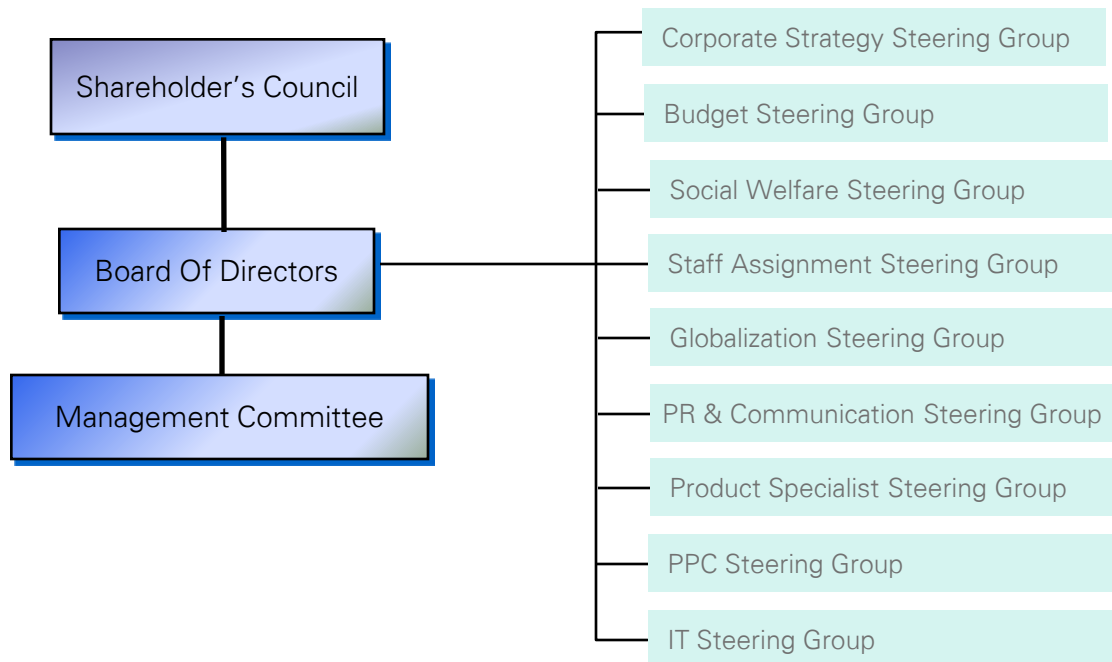 Shareholder’s Council
Board Of Directors
Management Committee
Corporate Strategy Steering Group
Budget Steering Group
Social Welfare Steering Group
Staff Assignment Steering Group
Globalization Steering Group
PR & Communication Steering Group
Product Specialist Steering Group
PPC Steering Group
IT Steering Group